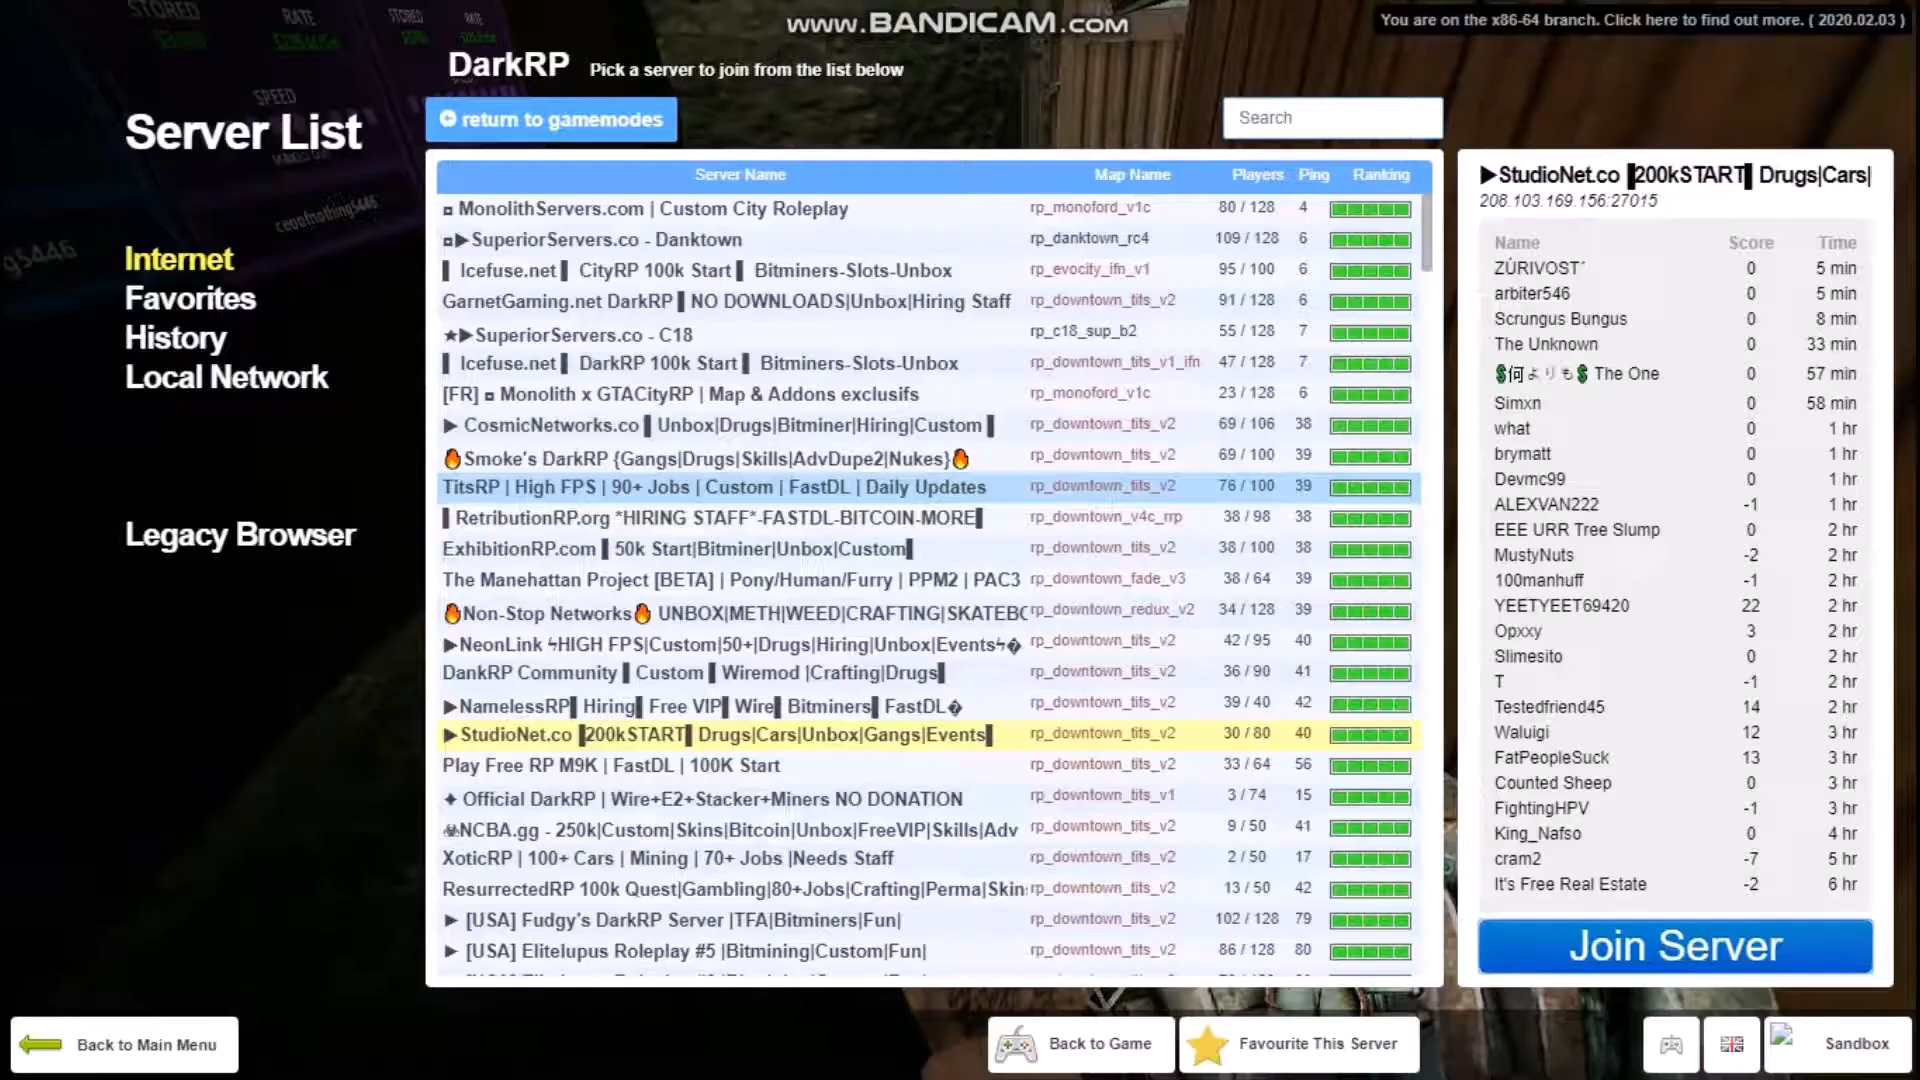 STORED
RATE
STORED
RATE
SPEED
ceoofnothing5446
g5446
www.BANDICAM.com
You are on the x86-64 branch. Click here to find out more. ( 2020.02.03 )
DarkRP Pick a server to join from the list below
Server List
return to gamemodes
Search
Internet
Favorites
History
Local Network
Legacy Browser
Server Name Map Name Players Ping Ranking
¤ MonolithServers.com | Custom City Roleplay rp_monoford_v1c 80 / 128 4
¤▶SuperiorServers.co - Danktown rp_danktown_rc4 109 / 128 6
▌ Icefuse.net ▌ CityRP 100k Start ▌ Bitminers-Slots-Unbox rp_evocity_ifn_v1 95 / 100 6
GarnetGaming.net DarkRP ▌NO DOWNLOADS|Unbox|Hiring Staff rp_downtown_tits_v2 91 / 128 6
★▶SuperiorServers.co - C18 rp_c18_sup_b2 55 / 128 7
▌ Icefuse.net ▌ DarkRP 100k Start ▌ Bitminers-Slots-Unbox rp_downtown_tits_v1_ifn 47 / 128 7
[FR] ¤ Monolith x GTACityRP | Map & Addons exclusifs rp_monoford_v1c 23 / 128 6
▶ CosmicNetworks.co ▌Unbox|Drugs|Bitminer|Hiring|Custom ▌ rp_downtown_tits_v2 69 / 106 38
🔥Smoke's DarkRP {Gangs|Drugs|Skills|AdvDupe2|Nukes}🔥 rp_downtown_tits_v2 69 / 100 39
TitsRP | High FPS | 90+ Jobs | Custom | FastDL | Daily Updates rp_downtown_tits_v2 76 / 100 39
▌RetributionRP.org *HIRING STAFF*-FASTDL-BITCOIN-MORE▌ rp_downtown_v4c_rrp 38 / 98 38
ExhibitionRP.com ▌50k Start|Bitminer|Unbox|Custom▌ rp_downtown_tits_v2 38 / 100 38
The Manehattan Project [BETA] | Pony/Human/Furry | PPM2 | PAC3 rp_downtown_fade_v3 38 / 64 39
🔥Non-Stop Networks🔥 UNBOX|METH|WEED|CRAFTING|SKATEBO rp_downtown_redux_v2 34 / 128 39
▶NeonLink ϟHIGH FPS|Custom|50+|Drugs|Hiring|Unbox|Eventsϟ� rp_downtown_tits_v2 42 / 95 40
DankRP Community ▌Custom ▌Wiremod |Crafting|Drugs▌ rp_downtown_tits_v2 36 / 90 41
▶NamelessRP▌Hiring▌Free VIP▌Wire▌Bitminers▌FastDL� rp_downtown_tits_v2 39 / 40 42
▶StudioNet.co ▐200kSTART▌ Drugs|Cars|Unbox|Gangs|Events▌ rp_downtown_tits_v2 30 / 80 40
Play Free RP M9K | FastDL | 100K Start rp_downtown_tits_v2 33 / 64 56
✦ Official DarkRP | Wire+E2+Stacker+Miners NO DONATION rp_downtown_tits_v1 3 / 74 15
☣NCBA.gg - 250k|Custom|Skins|Bitcoin|Unbox|FreeVIP|Skills|Adv rp_downtown_tits_v2 9 / 50 41
XoticRP | 100+ Cars | Mining | 70+ Jobs |Needs Staff rp_downtown_tits_v2 2 / 50 17
ResurrectedRP 100k Quest|Gambling|80+Jobs|Crafting|Perma|Skin rp_downtown_tits_v2 13 / 50 42
▶ [USA] Fudgy's DarkRP Server |TFA|Bitminers|Fun| rp_downtown_tits_v2 102 / 128 79
▶ [USA] Elitelupus Roleplay #5 |Bitmining|Custom|Fun| rp_downtown_tits_v2 86 / 128 80
▶StudioNet.co ▐200kSTART▌ Drugs|Cars|
208.103.169.156:27015
Name Score Time
ZÚRIVOST´ 0 5 min
arbiter546 0 5 min
Scrungus Bungus 0 8 min
The Unknown 0 33 min
💲何よりも💲 The One 0 57 min
Simxn 0 58 min
what 0 1 hr
brymatt 0 1 hr
Devmc99 0 1 hr
ALEXVAN222 -1 1 hr
EEE URR Tree Slump 0 2 hr
MustyNuts -2 2 hr
100manhuff -1 2 hr
YEETYEET69420 22 2 hr
Opxxy 3 2 hr
Slimesito 0 2 hr
T -1 2 hr
Testedfriend45 14 2 hr
Waluigi 12 3 hr
FatPeopleSuck 13 3 hr
Counted Sheep 0 3 hr
FightingHPV -1 3 hr
King_Nafso 0 4 hr
cram2 -7 5 hr
It's Free Real Estate -2 6 hr
Join Server
Back to Main Menu
Back to Game
Favourite This Server
Sandbox